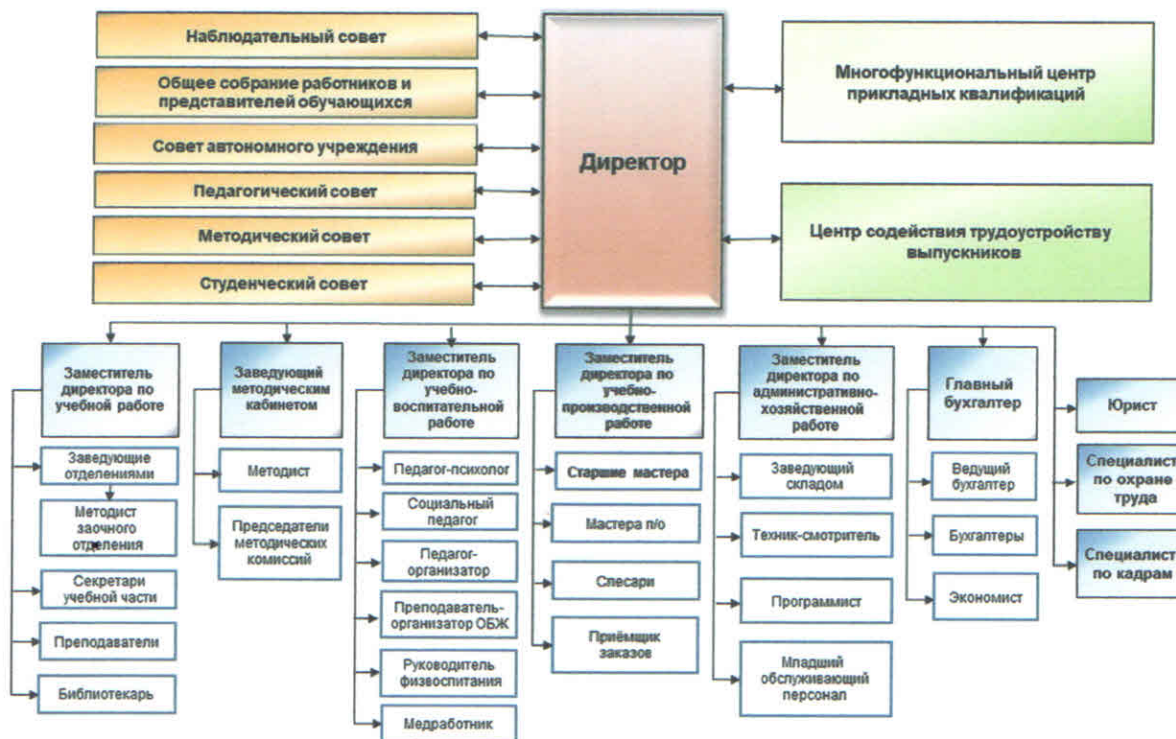 Наблюдательный совет
Общее собрание работников и
представителей обучающихся
Совет автономного учреждения
Педагогический совет
Методический совет
Студенческий совет
Директор
Многофункциональный центр
прикладных квалификаций
Центр содействия трудоустройству
выпускников
Заместитель
директора по
учебной работе
Заведующие
отделениями
Методист
заочного
отделения
Секретари
учебной части
Преподаватели
Библиотекарь
Заведующий
методическим
кабинетом
Методист
Председатели
методических
комиссий
Заместитель
директора по
учебно-
воспитательной
работе
Педагог-психолог
Социальный
педагог
Педагог-
организатор
Преподаватель-
организатор ОБЖ
Руководитель
физвоспитания
Медработник
Заместитель
директора по
учебно-
производственной
работе
Старшие мастера
Мастера п/о
Слесари
Приёмщик
заказов
Заместитель
директора по
административно-
хозяйственной
работе
Заведующий
складом
Техник-смотритель
Программист
Младший
обслуживающий
персонал
Главный
бухгалтер
Ведущий
бухгалтер
Бухгалтеры
Экономист
Юрист
Специалист
по охране
труда
Специалист
по кадрам